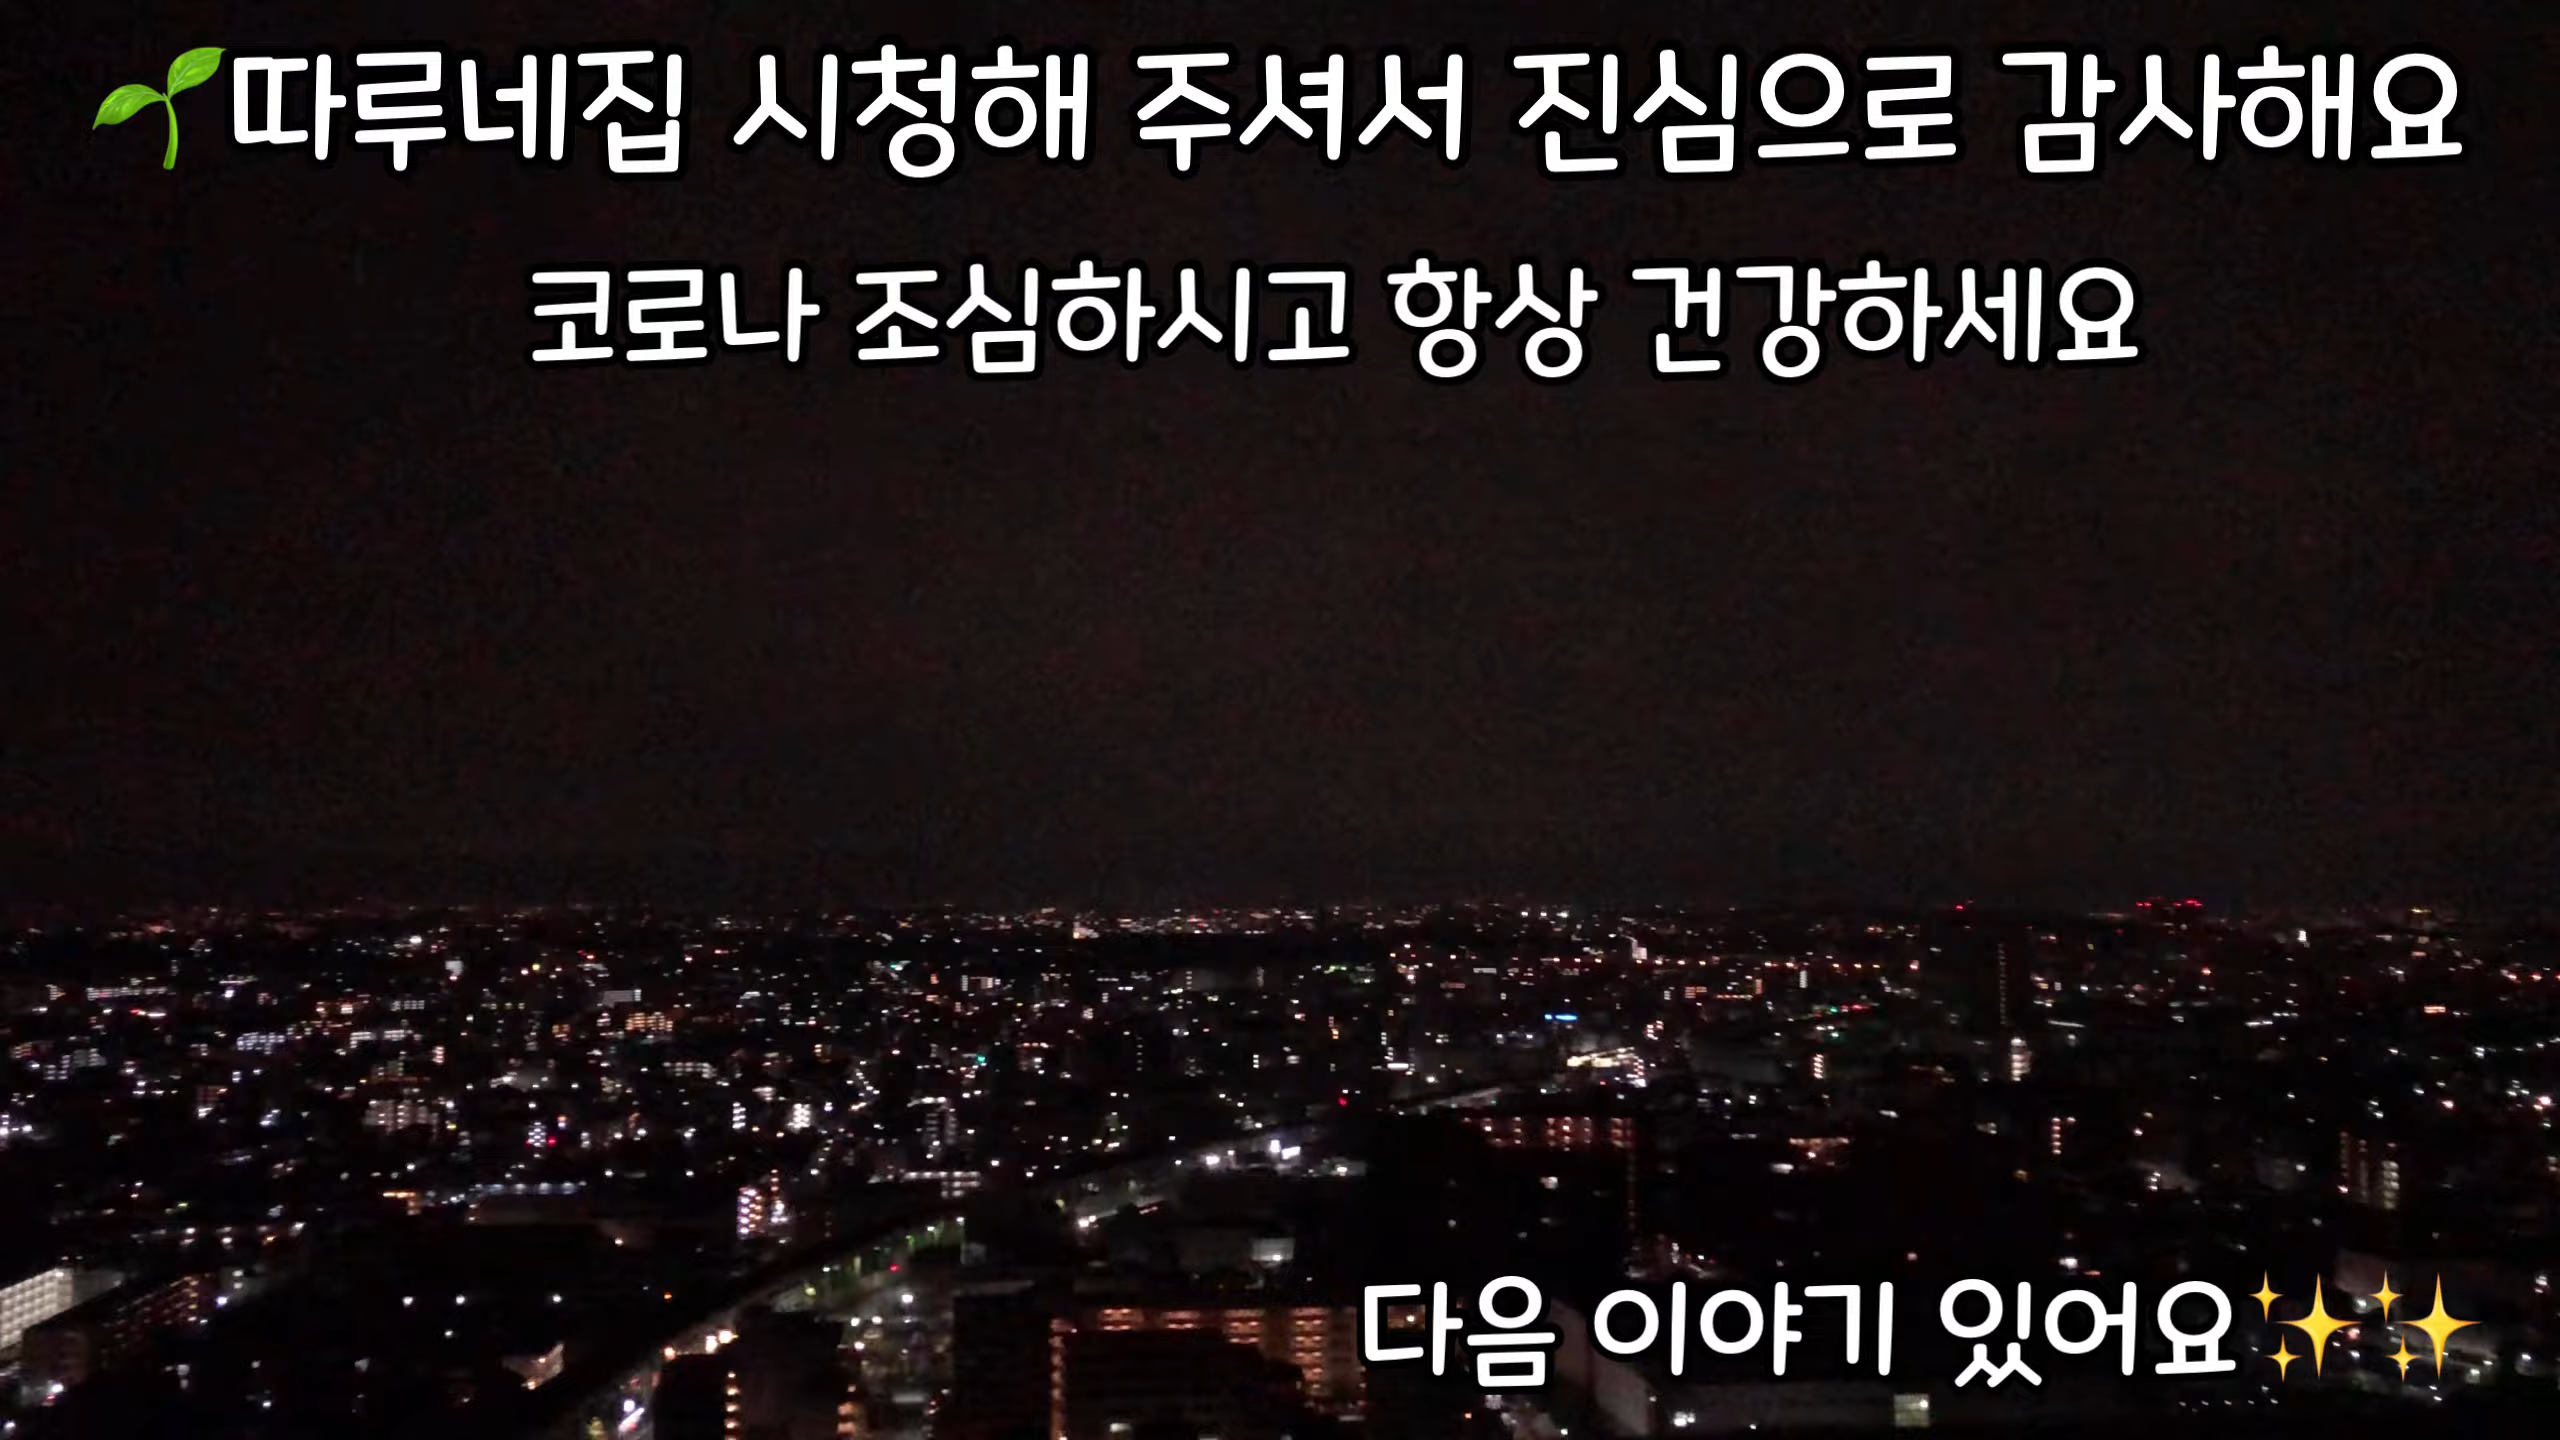 🌱따루네집 시청해 주셔서 진심으로 감사해요
코로나 조심하시고 항상 건강하세요
다음 이야기 있어요✨✨